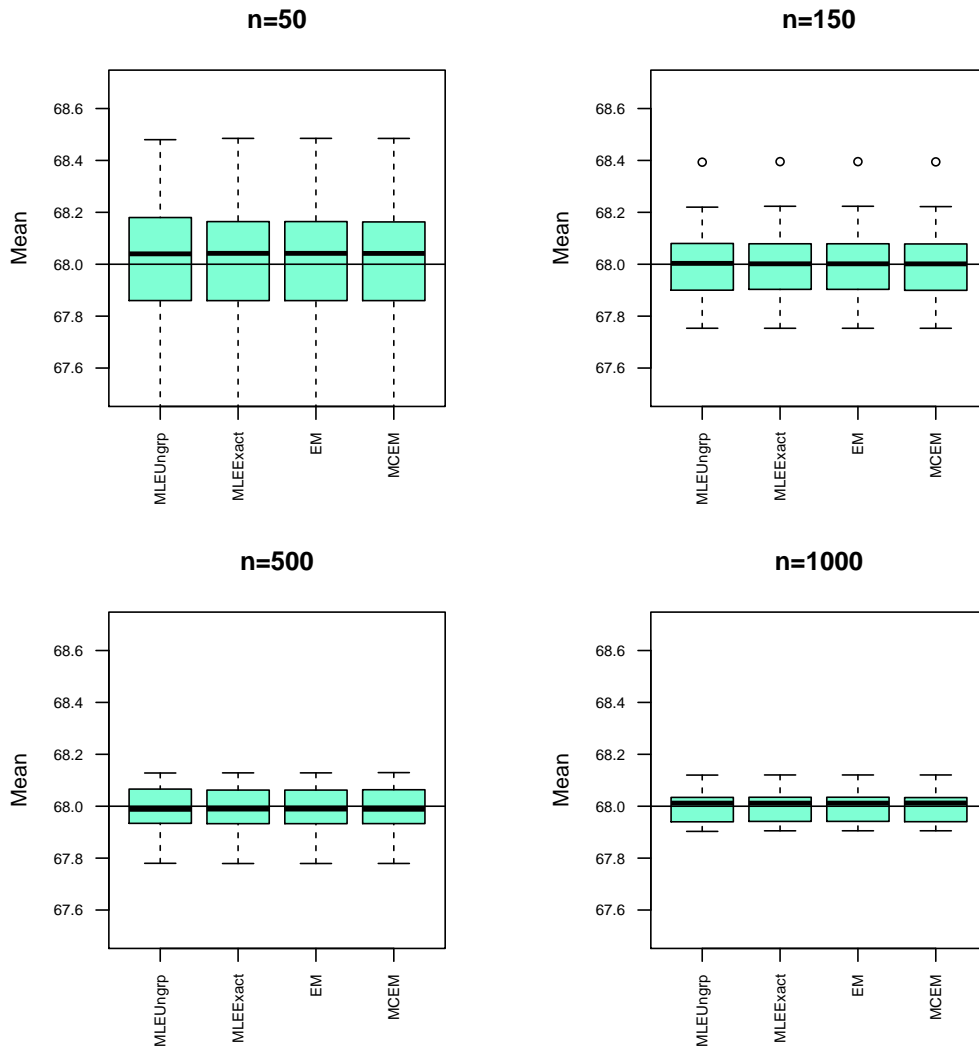 n=50
Mean
68.6
68.4
68.2
68.0
67.8
67.6
MLEUngrp
MLEExact
EM
MCEM
n=150
Mean
68.6
68.4
68.2
68.0
67.8
67.6
MLEUngrp
MLEExact
EM
MCEM
n=500
Mean
68.6
68.4
68.2
68.0
67.8
67.6
MLEUngrp
MLEExact
EM
MCEM
n=1000
Mean
68.6
68.4
68.2
68.0
67.8
67.6
MLEUngrp
MLEExact
EM
MCEM